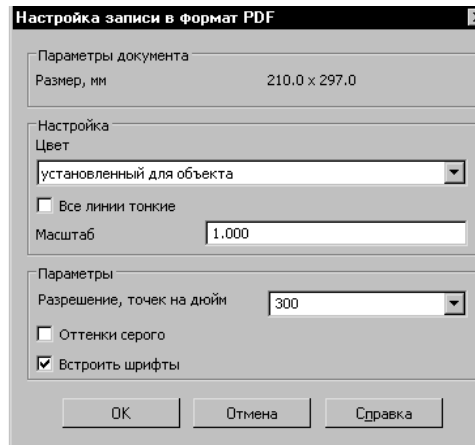 Настройка записи в формат PDF
Параметры документа
Размер, мм 210.0 x 297.0
Настройка
Цвет
установленный для объекта
Все линии тонкие
Масштаб 1.000
Параметры
Разрешение, точек на дюйм 300
Оттенки серого
Встроить шрифты
OK Отмена Справка